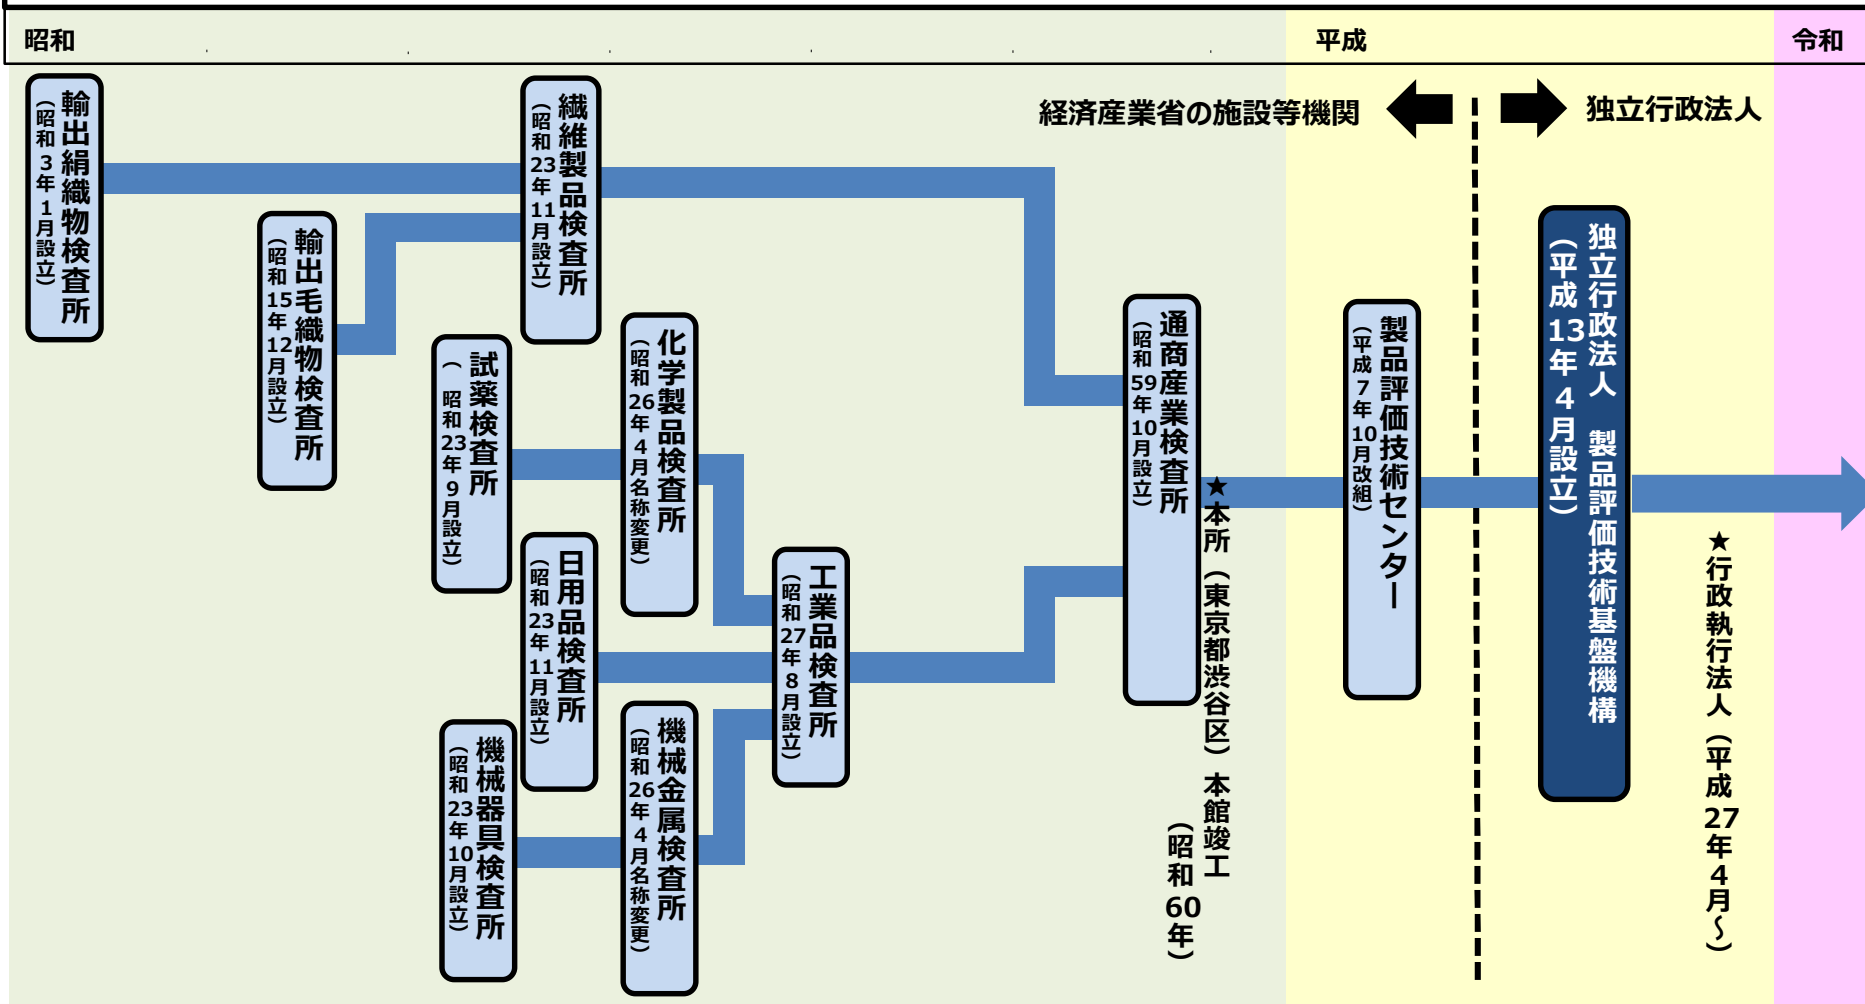 昭和
平成
令和
経済産業省の施設等機関
独立行政法人
輸出絹織物検査所
（昭和3年1月設立）
輸出毛織物検査所
（昭和15年12月設立）
繊維製品検査所
（昭和23年11月設立）
試薬検査所
（　昭和23年9月設立）
化学製品検査所
（昭和26年4月名称変更）
日用品検査所
（昭和23年11月設立）
機械器具検査所
（昭和23年10月設立）
機械金属検査所
（昭和26年4月名称変更）
工業品検査所
（昭和27年8月設立）
通商産業検査所
（昭和59年10月設立）
★本所（東京都渋谷区）本館竣工
（昭和60年）
製品評価技術センター
（平成7年10月改組）
独立行政法人　製品評価技術基盤機構
（平成13年4月設立）
★行政執行法人（平成27年4月～）